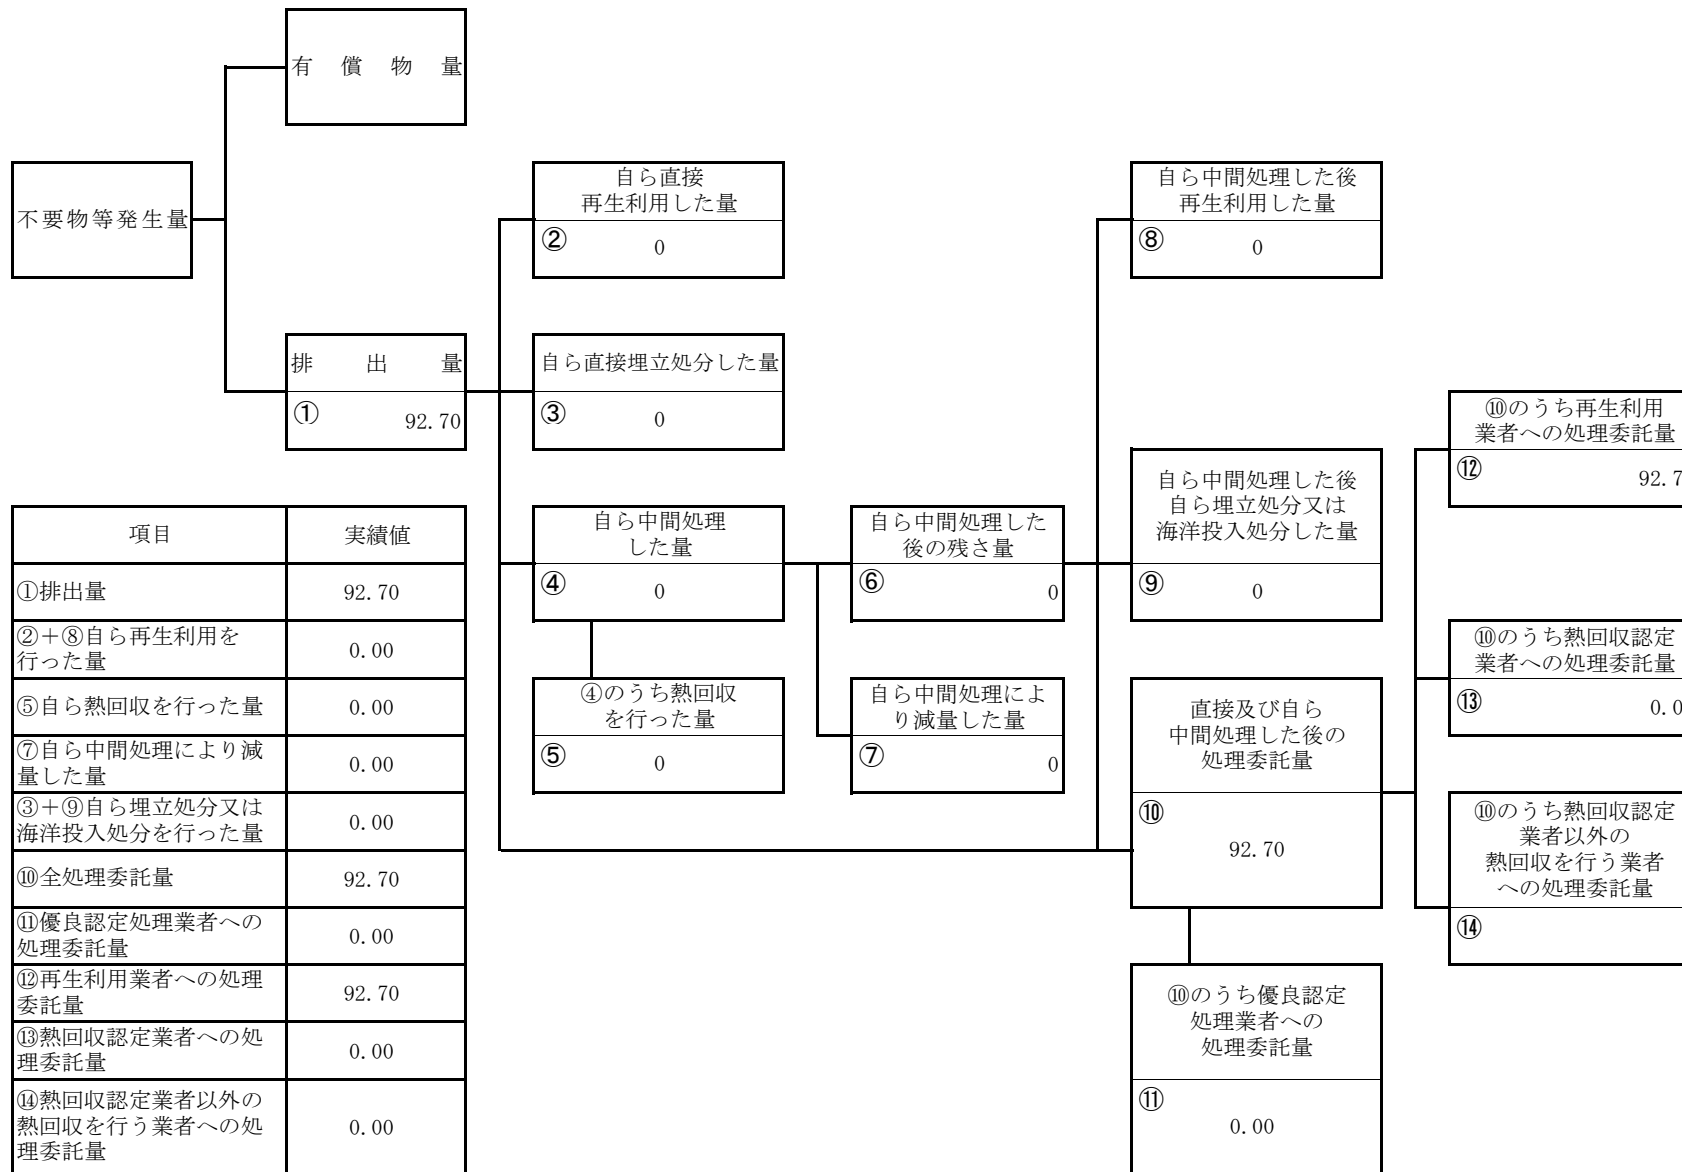 有償物量
不要物等発生量
排出量
① 92.70
自ら直接
再生利用した量
② 0
自ら直接埋立処分した量
③ 0
自ら中間処理
した量
④ 0
④のうち熱回収
を行った量
⑤ 0
自ら中間処理した
後の残さ量
⑥ 0
自ら中間処理によ
り減量した量
⑦ 0
自ら中間処理した後
再生利用した量
⑧ 0
自ら中間処理した後
自ら埋立処分又は
海洋投入処分した量
⑨ 0
直接及び自ら
中間処理した後の
処理委託量
⑩
92.70
⑩のうち優良認定
処理業者への
処理委託量
⑪
0.00
⑩のうち再生利用
業者への処理委託量
⑫ 92.7
⑩のうち熱回収認定
業者への処理委託量
⑬ 0.0
⑩のうち熱回収認定
業者以外の
熱回収を行う業者
への処理委託量
⑭
項目 実績値
①排出量 92.70
②+⑧自ら再生利用を
行った量 0.00
⑤自ら熱回収を行った量 0.00
⑦自ら中間処理により減
量した量 0.00
③+⑨自ら埋立処分又は
海洋投入処分を行った量 0.00
⑩全処理委託量 92.70
⑪優良認定処理業者への
処理委託量 0.00
⑫再生利用業者への処理
委託量 92.70
⑬熱回収認定業者への処
理委託量 0.00
⑭熱回収認定業者以外の
熱回収を行う業者への処
理委託量 0.00